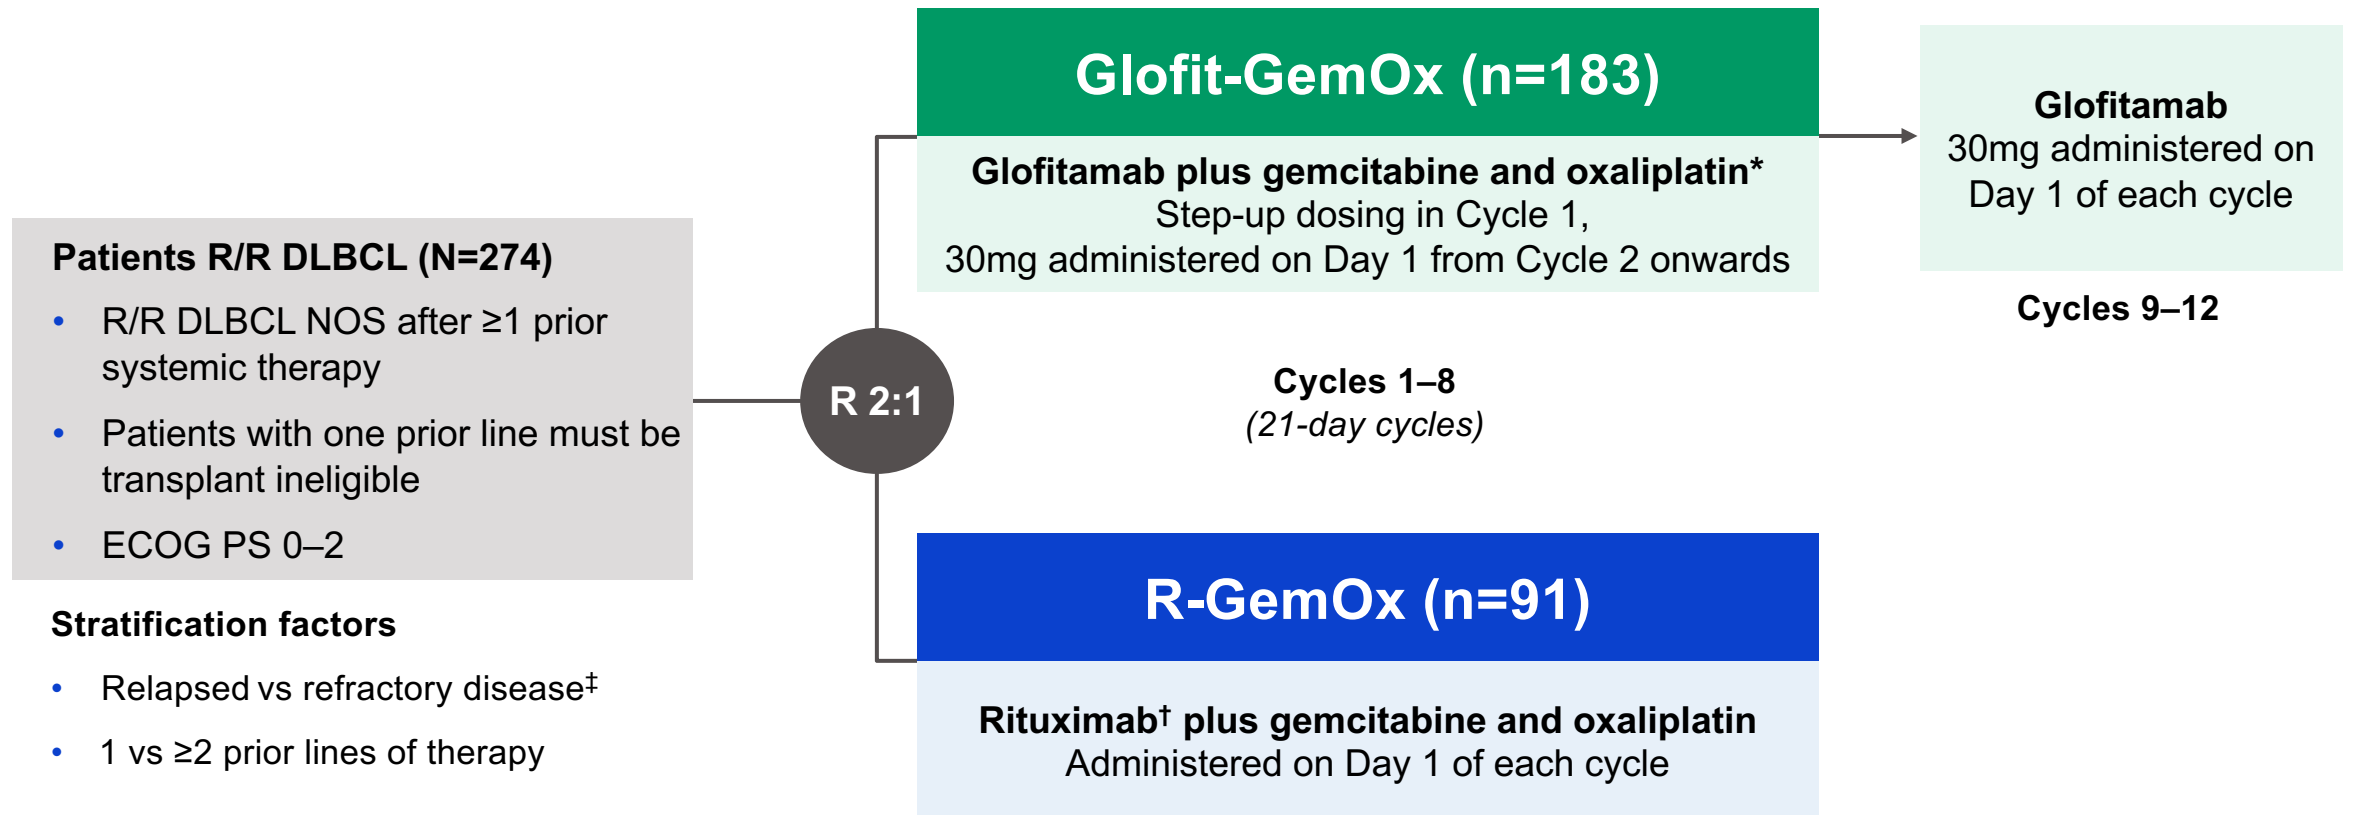 Patients R/R DLBCL (N=274)
• R/R DLBCL NOS after ≥1 prior
systemic therapy
• Patients with one prior line must be
transplant ineligible
• ECOG PS 0–2
Stratification factors
• Relapsed vs refractory disease‡
• 1 vs ≥2 prior lines of therapy
R 2:1
Glofit-GemOx (n=183)
Glofitamab plus gemcitabine and oxaliplatin*
Step-up dosing in Cycle 1,
30mg administered on Day 1 from Cycle 2 onwards
Cycles 1–8
(21-day cycles)
R-GemOx (n=91)
Rituximab† plus gemcitabine and oxaliplatin
Administered on Day 1 of each cycle
Glofitamab
30mg administered on
Day 1 of each cycle
Cycles 9–12